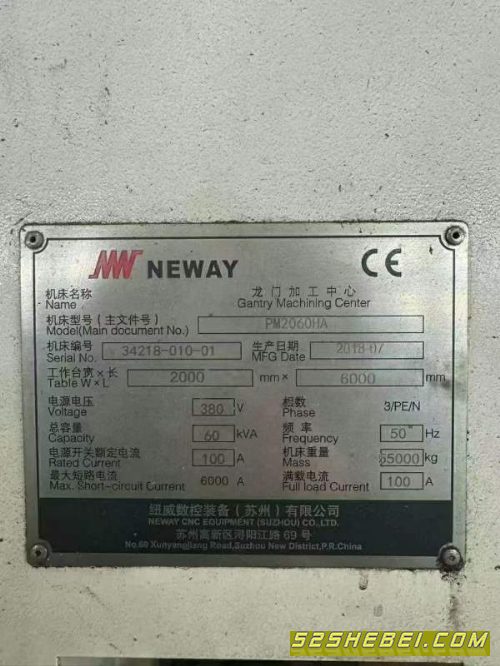 NEWAY CE
机床名称 龙门加工中心
Name Gantry Machining Center
机床型号(主文件号) PM2060HA
Model(Main document No.)
机床编号 34218-010-01 生产日期 2018-07
Serial No. MFG Date
工作台宽×长 2000 mm× 6000 mm
Table W×L
电源电压 380 V 相数 3/PE/N
Voltage Phase
总容量 60 kVA 频率 50 Hz
Capacity Frequency
电源开关额定电流 100 A 机床重量 55000 kg
Rated Current Mass
最大短路电流 6000 A 满载电流 100 A
Max. Short-circuit Current Full load Current
纽威数控装备(苏州)有限公司
NEWAY CNC EQUIPMENT (SUZHOU) CO., LTD.
苏州高新区浔阳江路 69 号
No.69 Xunyangjiang Road,Suzhou New District,P.R.China
52SHEBEI.COM